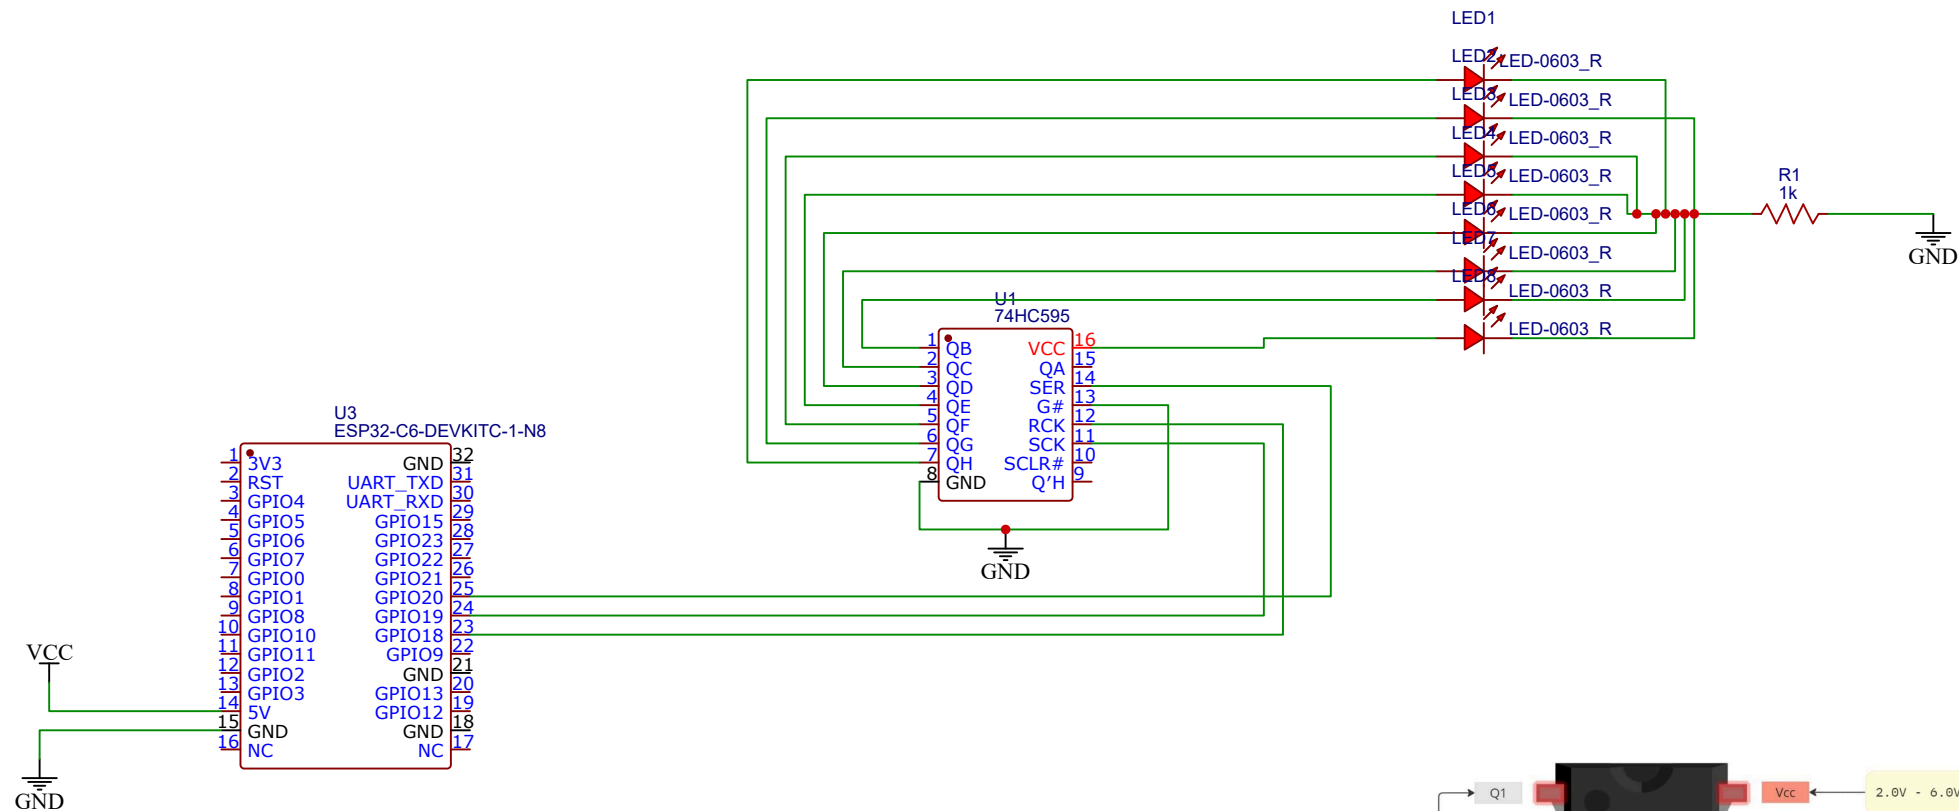 LED1
LED2
LED-0603_R
LED3
LED-0603_R
LED4
LED-0603_R
LED5
LED-0603_R
LED6
LED-0603_R
LED7
LED-0603_R
LED8
LED-0603_R
LED-0603_R
R1
1k
GND
U1
74HC595
1 QB VCC 16
2 QC QA 15
3 QD SER 14
4 QE G# 13
5 QF RCK 12
6 QG SCK 11
7 QH SCLR# 10
8 GND Q'H 9
GND
U3
ESP32-C6-DEVKITC-1-N8
1 3V3 GND 32
2 RST UART_TXD 31
3 GPIO4 UART_RXD 30
4 GPIO5 GPIO15 29
5 GPIO6 GPIO23 28
6 GPIO7 GPIO22 27
7 GPIO0 GPIO21 26
8 GPIO1 GPIO20 25
9 GPIO8 GPIO19 24
10 GPIO10 GPIO18 23
11 GPIO11 GPIO9 22
12 GPIO2 GND 21
13 GPIO3 GPIO13 20
14 5V GPIO12 19
15 GND GND 18
16 NC NC 17
VCC
GND
Q1
Vcc
2.0V - 6.0V